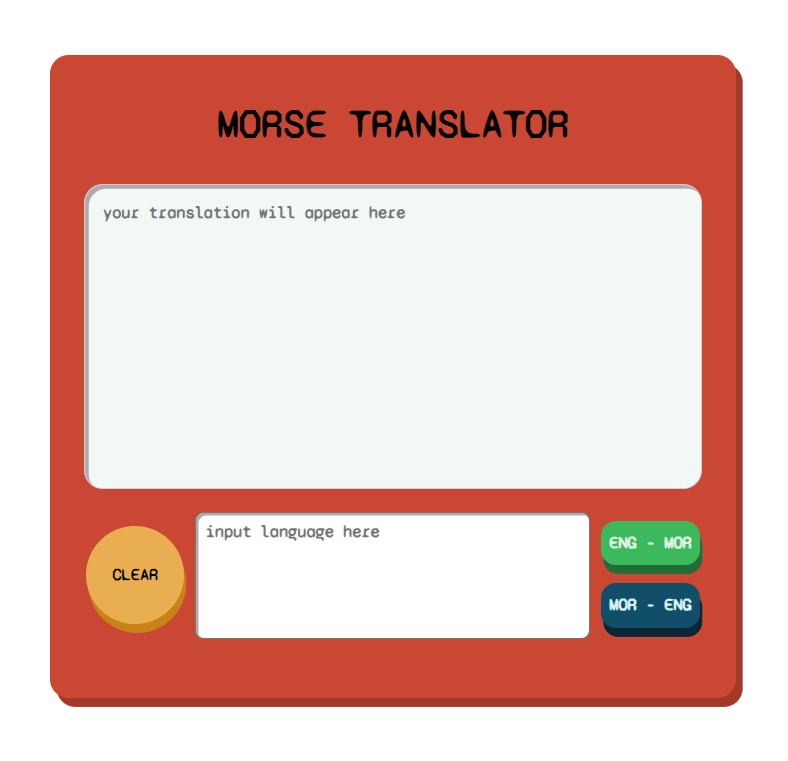 MORSE TRANSLATOR
your translation will appear here
CLEAR
input language here
ENG - MOR
MOR - ENG